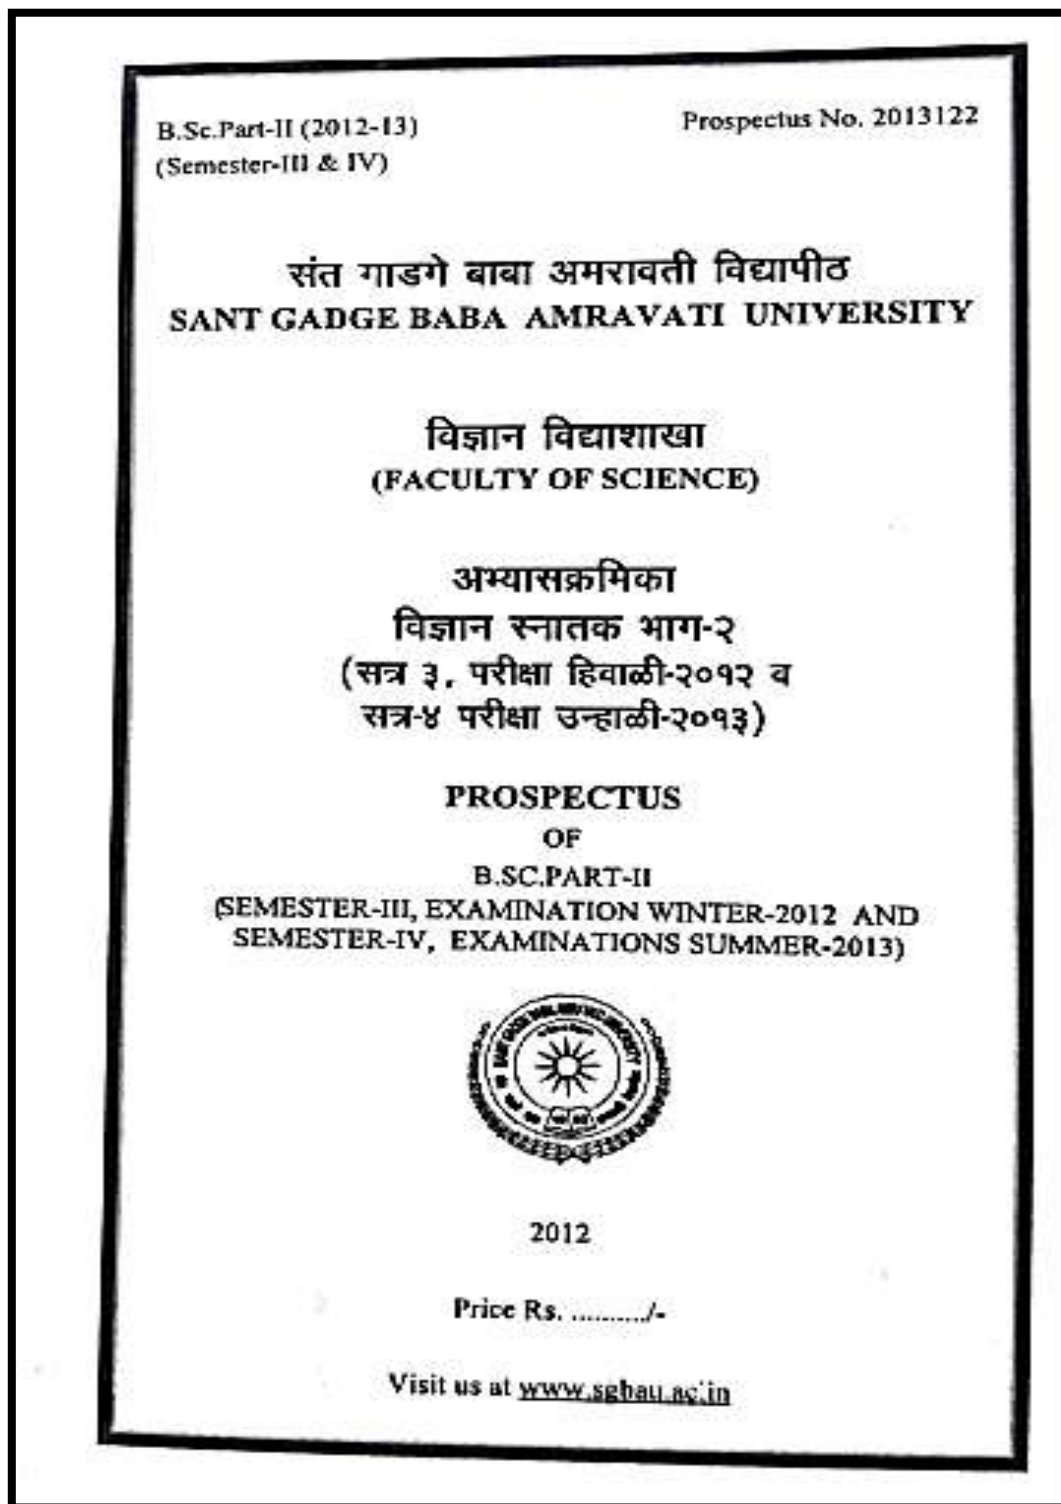 B.Sc.Part-II (2012-13)
Prospectus No. 2013122
(Semester-III & IV)
संत गाडगे बाबा अमरावती विद्यापीठ
SANT GADGE BABA AMRAVATI UNIVERSITY
विज्ञान विद्याशाखा
(FACULTY OF SCIENCE)
अभ्यासक्रमिका
विज्ञान स्नातक भाग-२
(सत्र ३. परीक्षा हिवाळी-२०१२ व
सत्र-४ परीक्षा उन्हाळी-२०१३)
PROSPECTUS
OF
B.SC.PART-II
(SEMESTER-III, EXAMINATION WINTER-2012 AND
SEMESTER-IV, EXAMINATIONS SUMMER-2013)
2012
Price Rs. ........../-
Visit us at www.sgbau.ac.in